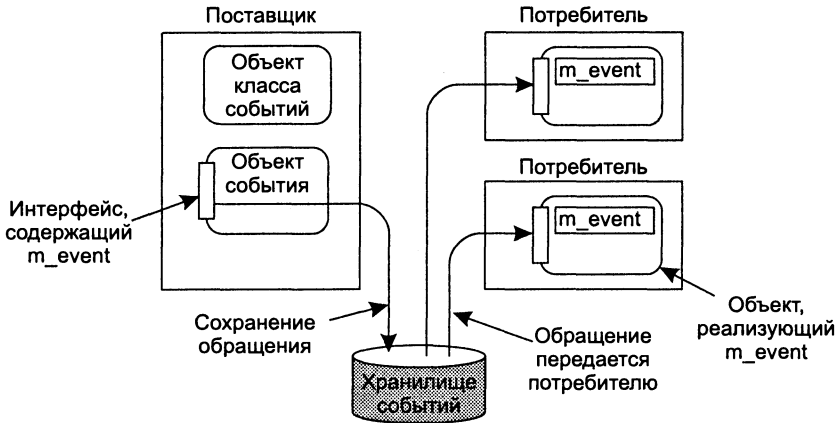 Поставщик
Объект
класса
событий
Объект
события
Интерфейс,
содержащий
m_event
Сохранение
обращения
Хранилище
событий
Потребитель
m_event
Потребитель
m_event
Обращение
передается
потребителю
Объект,
реализующий
m_event